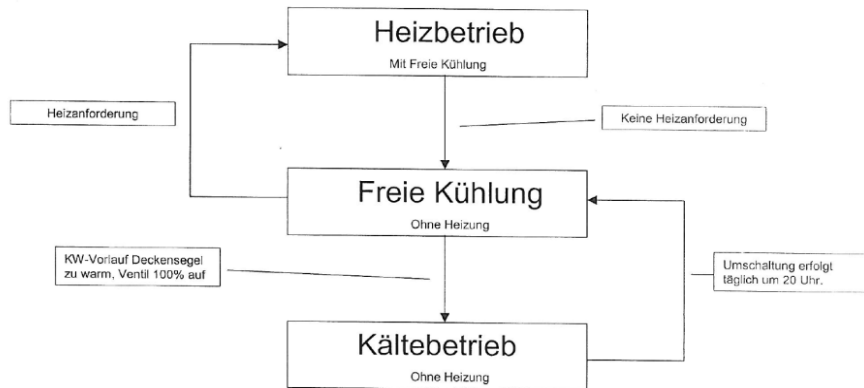 Heizbetrieb
Mit Freie Kühlung
Heizanforderung
Keine Heizanforderung
Freie Kühlung
Ohne Heizung
KW-Vorlauf Deckensegel
zu warm, Ventil 100% auf
Umschaltung erfolgt
täglich um 20 Uhr.
Kältebetrieb
Ohne Heizung